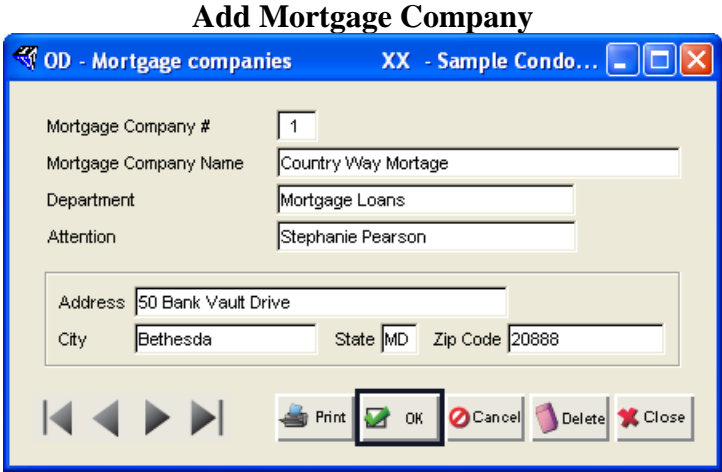 Add Mortgage Company
OD - Mortgage companies XX - Sample Condo...
Mortgage Company # 1
Mortgage Company Name Country Way Mortage
Department Mortgage Loans
Attention Stephanie Pearson
Address 50 Bank Vault Drive
City Bethesda State MD Zip Code 20888
Print OK Cancel Delete Close